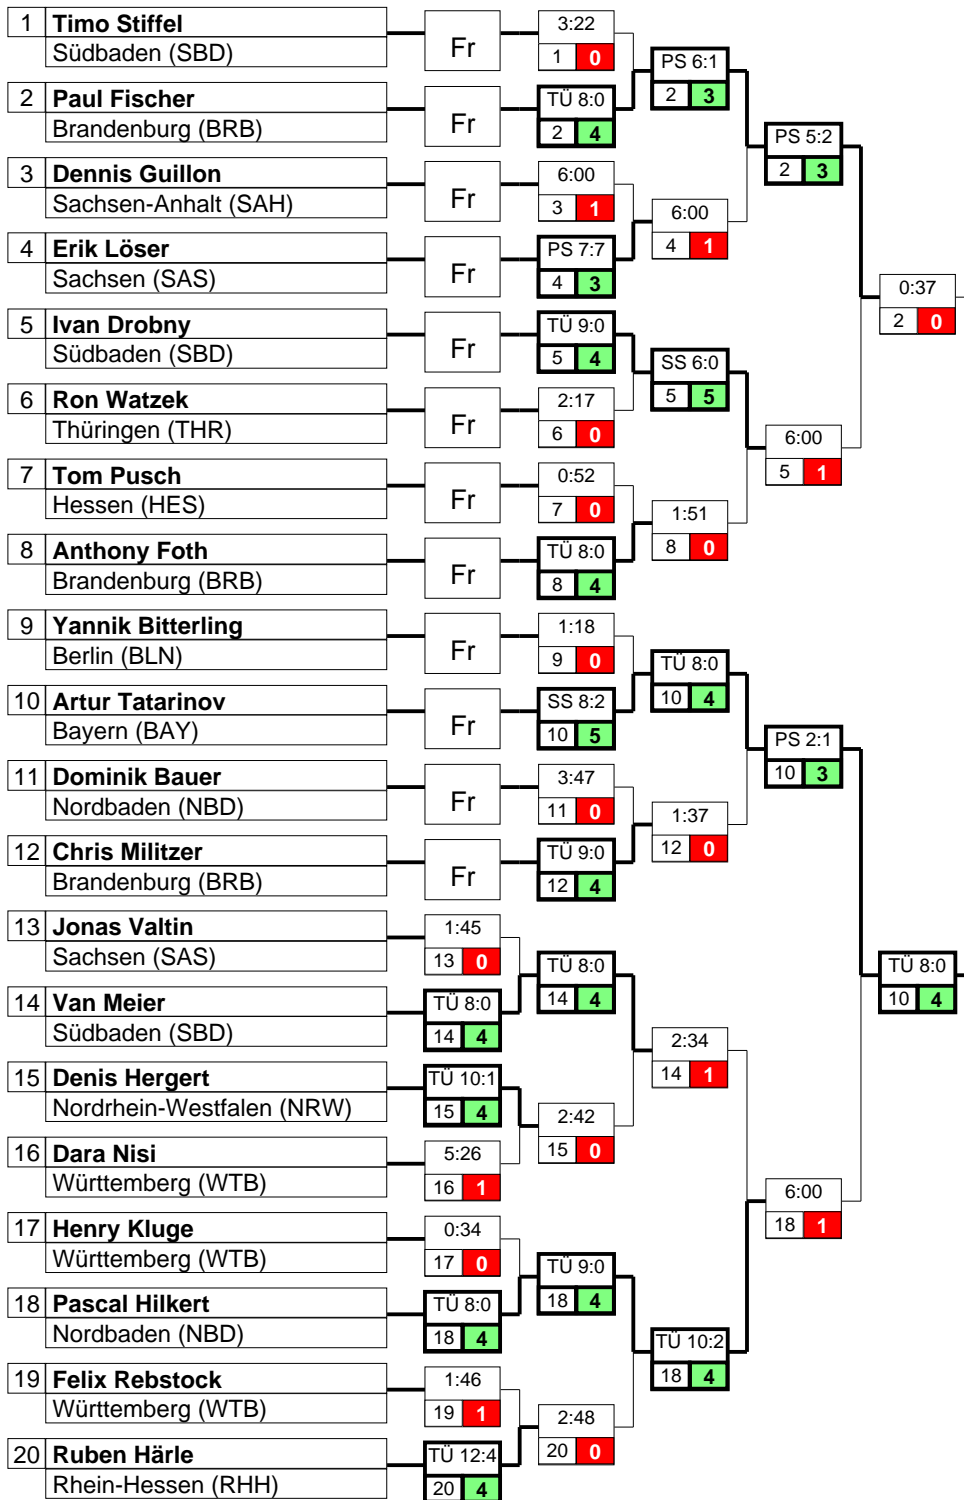 1 Timo Stiffel
Südbaden (SBD)
Fr
3:22
1 0
PS 6:1
2 3
2 Paul Fischer
Brandenburg (BRB)
Fr
TÜ 8:0
2 4
PS 5:2
2 3
3 Dennis Guillon
Sachsen-Anhalt (SAH)
Fr
6:00
3 1
6:00
4 1
4 Erik Löser
Sachsen (SAS)
Fr
PS 7:7
4 3
0:37
2 0
5 Ivan Drobny
Südbaden (SBD)
Fr
TÜ 9:0
5 4
SS 6:0
5 5
6 Ron Watzek
Thüringen (THR)
Fr
2:17
6 0
6:00
5 1
7 Tom Pusch
Hessen (HES)
Fr
0:52
7 0
1:51
8 0
8 Anthony Foth
Brandenburg (BRB)
Fr
TÜ 8:0
8 4
9 Yannik Bitterling
Berlin (BLN)
Fr
1:18
9 0
TÜ 8:0
10 4
10 Artur Tatarinov
Bayern (BAY)
Fr
SS 8:2
10 5
PS 2:1
10 3
11 Dominik Bauer
Nordbaden (NBD)
Fr
3:47
11 0
1:37
12 0
12 Chris Militzer
Brandenburg (BRB)
Fr
TÜ 9:0
12 4
13 Jonas Valtin
Sachsen (SAS)
1:45
13 0
TÜ 8:0
14 4
TÜ 8:0
10 4
14 Van Meier
Südbaden (SBD)
TÜ 8:0
14 4
2:34
14 1
15 Denis Hergert
Nordrhein-Westfalen (NRW)
TÜ 10:1
15 4
2:42
15 0
16 Dara Nisi
Württemberg (WTB)
5:26
16 1
6:00
18 1
17 Henry Kluge
Württemberg (WTB)
0:34
17 0
TÜ 9:0
18 4
18 Pascal Hilkert
Nordbaden (NBD)
TÜ 8:0
18 4
TÜ 10:2
18 4
19 Felix Rebstock
Württemberg (WTB)
1:46
19 1
2:48
20 0
20 Ruben Härle
Rhein-Hessen (RHH)
TÜ 12:4
20 4